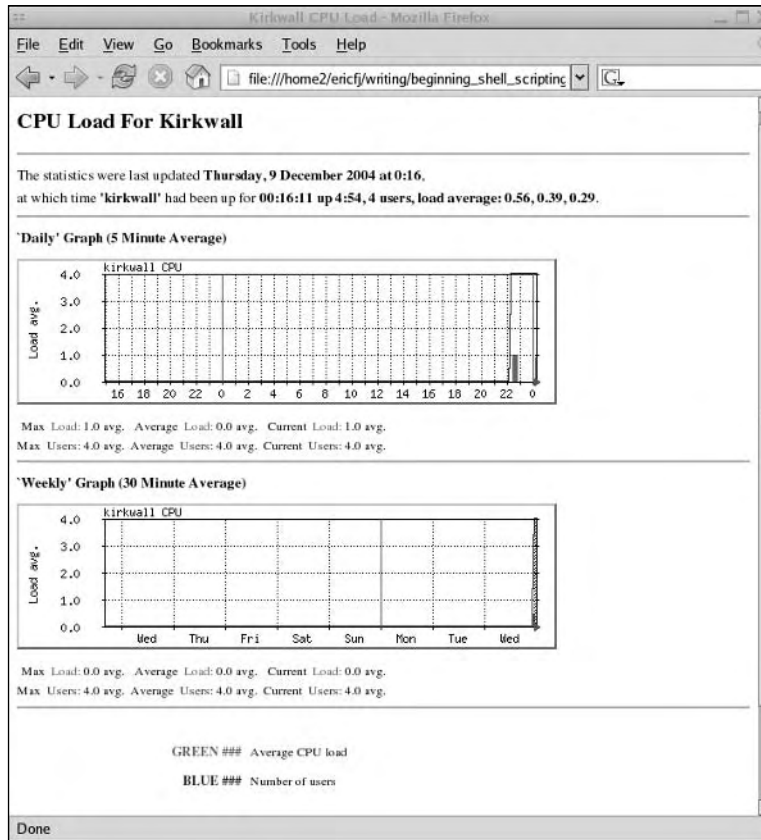 Kirkwall CPU Load - Mozilla Firefox
File Edit View Go Bookmarks Tools Help
file:///home2/ericfj/writing/beginning_shell_scripting
G
CPU Load For Kirkwall
The statistics were last updated Thursday, 9 December 2004 at 0:16,
at which time 'kirkwall' had been up for 00:16:11 up 4:54, 4 users, load average: 0.56, 0.39, 0.29.
`Daily' Graph (5 Minute Average)
kirkwall CPU
Load avg.
4.0
3.0
2.0
1.0
0.0
16 18 20 22 0 2 4 6 8 10 12 14 16 18 20 22 0
Max Load: 1.0 avg. Average Load: 0.0 avg. Current Load: 1.0 avg.
Max Users: 4.0 avg. Average Users: 4.0 avg. Current Users: 4.0 avg.
`Weekly' Graph (30 Minute Average)
kirkwall CPU
Load avg.
4.0
3.0
2.0
1.0
0.0
Wed Thu Fri Sat Sun Mon Tue Wed
Max Load: 0.0 avg. Average Load: 0.0 avg. Current Load: 0.0 avg.
Max Users: 4.0 avg. Average Users: 4.0 avg. Current Users: 4.0 avg.
GREEN ### Average CPU load
BLUE ### Number of users
Done